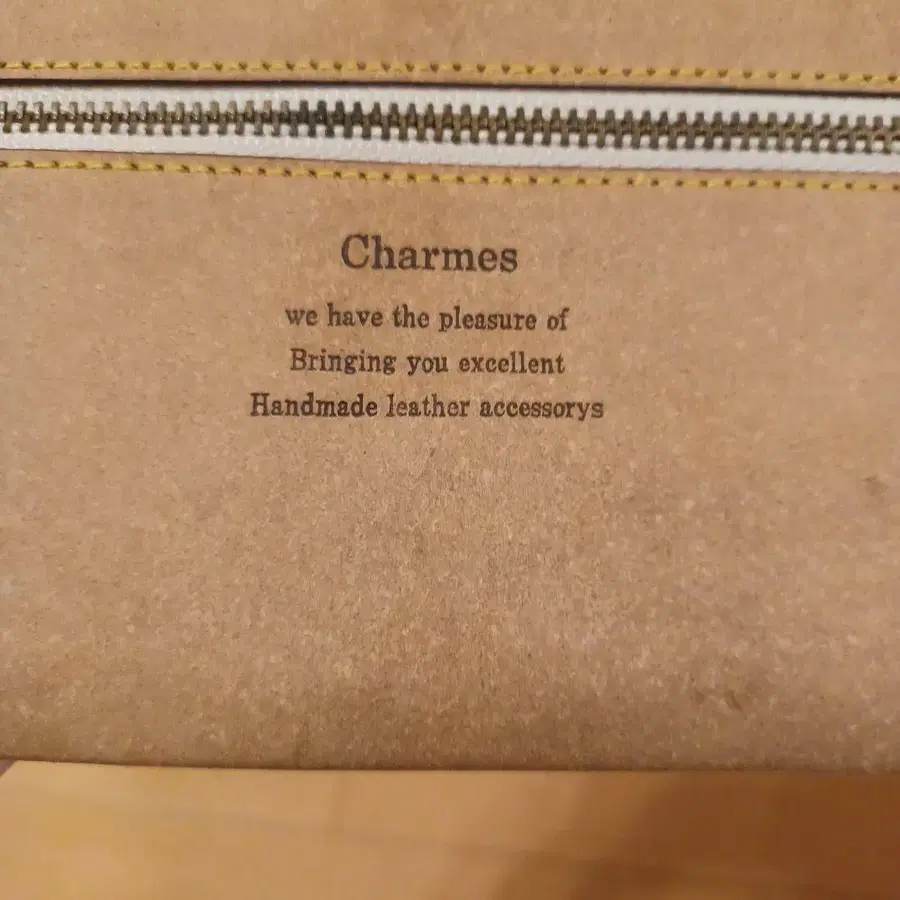 Charmes
we have the pleasure of
Bringing you excellent
Handmade leather accessorys